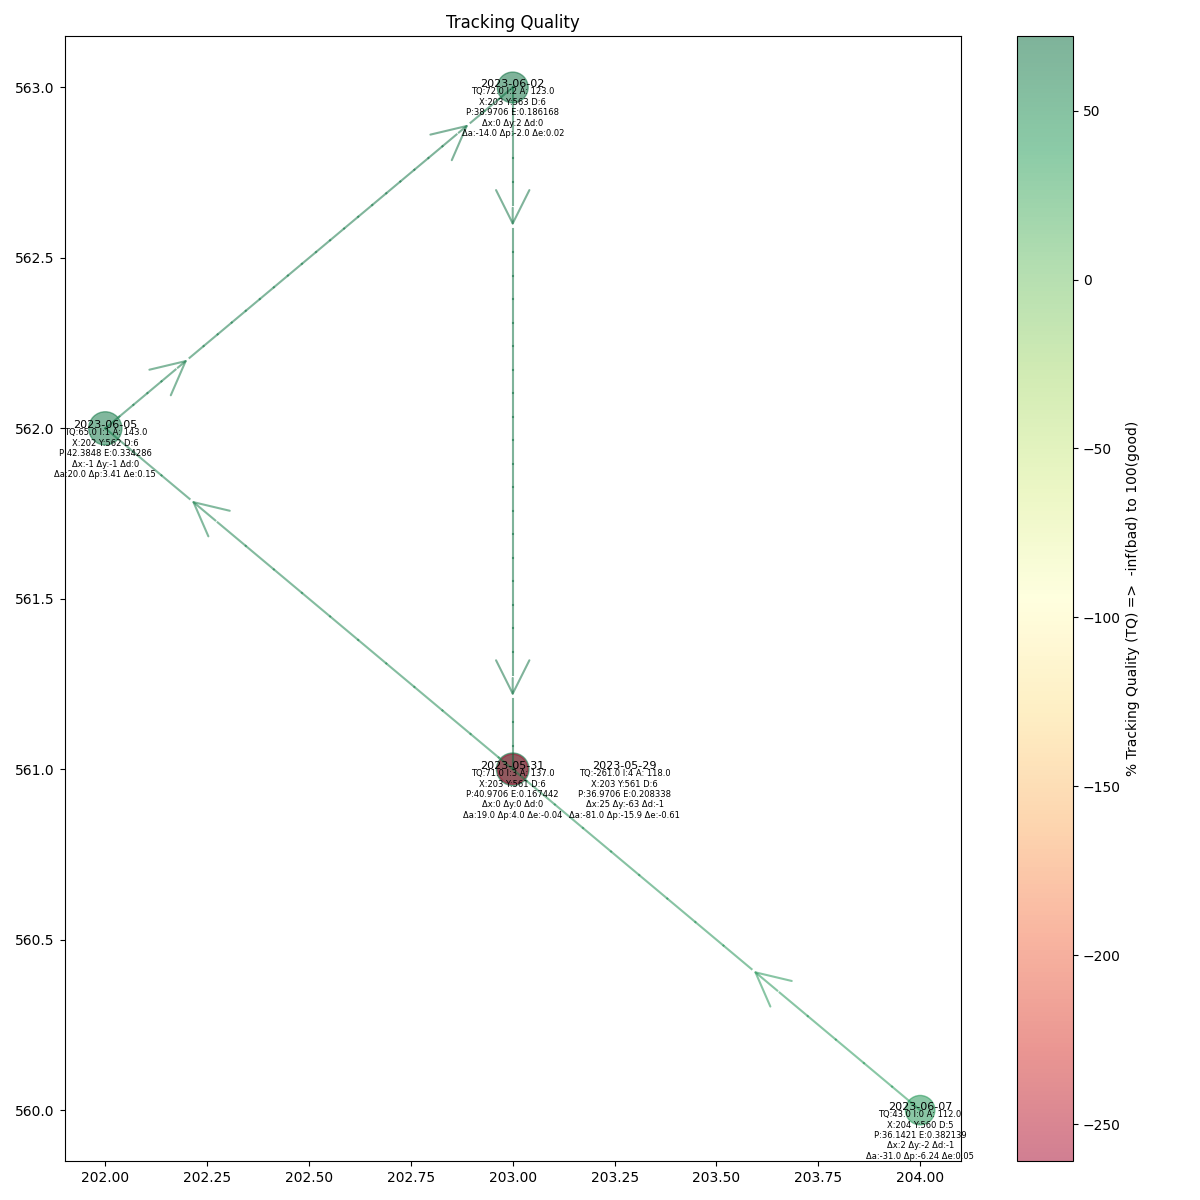 Tracking Quality
563.0
562.5
562.0
561.5
561.0
560.5
560.0
2023-06-02
TQ:72.0 I:2 A: 123.0
X:203 Y:563 D:6
P:38.9706 E:0.186168
Δx:0 Δy:2 Δd:0
Δa:-14.0 Δp:-2.0 Δe:0.02
2023-06-05
TQ:65.0 I:1 A: 143.0
X:202 Y:562 D:6
P:42.3848 E:0.334286
Δx:-1 Δy:-1 Δd:0
Δa:20.0 Δp:3.41 Δe:0.15
2023-05-31
TQ:71.0 I:3 A: 137.0
X:203 Y:561 D:6
P:40.9706 E:0.167442
Δx:0 Δy:0 Δd:0
Δa:19.0 Δp:4.0 Δe:-0.04
2023-05-29
TQ:-261.0 I:4 A: 118.0
X:203 Y:561 D:6
P:36.9706 E:0.208338
Δx:25 Δy:-63 Δd:-1
Δa:-81.0 Δp:-15.9 Δe:-0.61
2023-06-07
TQ:43.0 I:0 A: 112.0
X:204 Y:560 D:5
P:36.1421 E:0.382139
Δx:2 Δy:-2 Δd:-1
Δa:-31.0 Δp:-6.24 Δe:0.05
202.00 202.25 202.50 202.75 203.00 203.25 203.50 203.75 204.00
50
0
−50
−100
−150
−200
−250
% Tracking Quality (TQ) => -inf(bad) to 100(good)